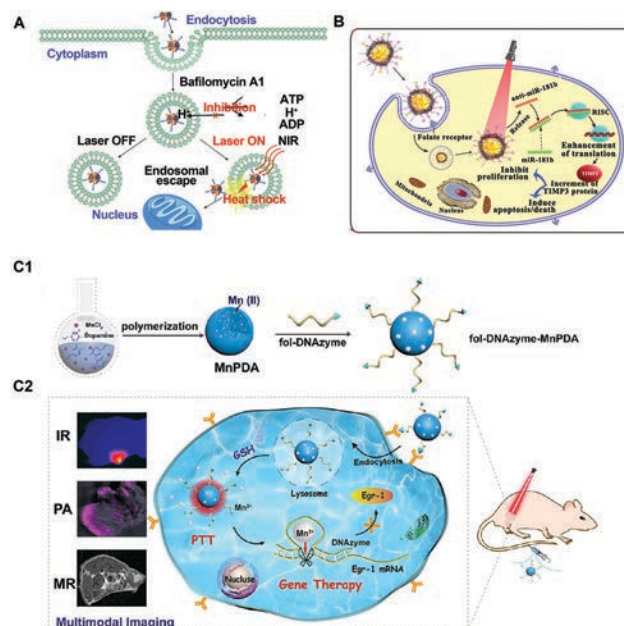 A
Endocytosis
Cytoplasm
Bafilomycin A1
Inhibition
ATP
H⁺
H⁺
ADP
Laser OFF
Laser ON
NIR
Endosomal
escape
Nucleus
Heat shock
B
anti-miR-181b
Release
RISC
Folate receptor
miR-181b
Enhancement
of translation
Inhibit
proliferation
TIMP3
Increment of
TIMP3 protein
Mitochondria
Nucleus
Induce
apoptosis/death
C1
MnCl₂
Dopamine
polymerization
Mn (II)
MnPDA
fol-DNAzyme
fol-DNAzyme-MnPDA
C2
IR
PA
MR
Multimodal Imaging
GSH
Lysosome
Endocytosis
Mn²⁺
PTT
Egr-1
Mn²⁺
DNAzyme
Egr-1 mRNA
Nucluse
Gene Therapy